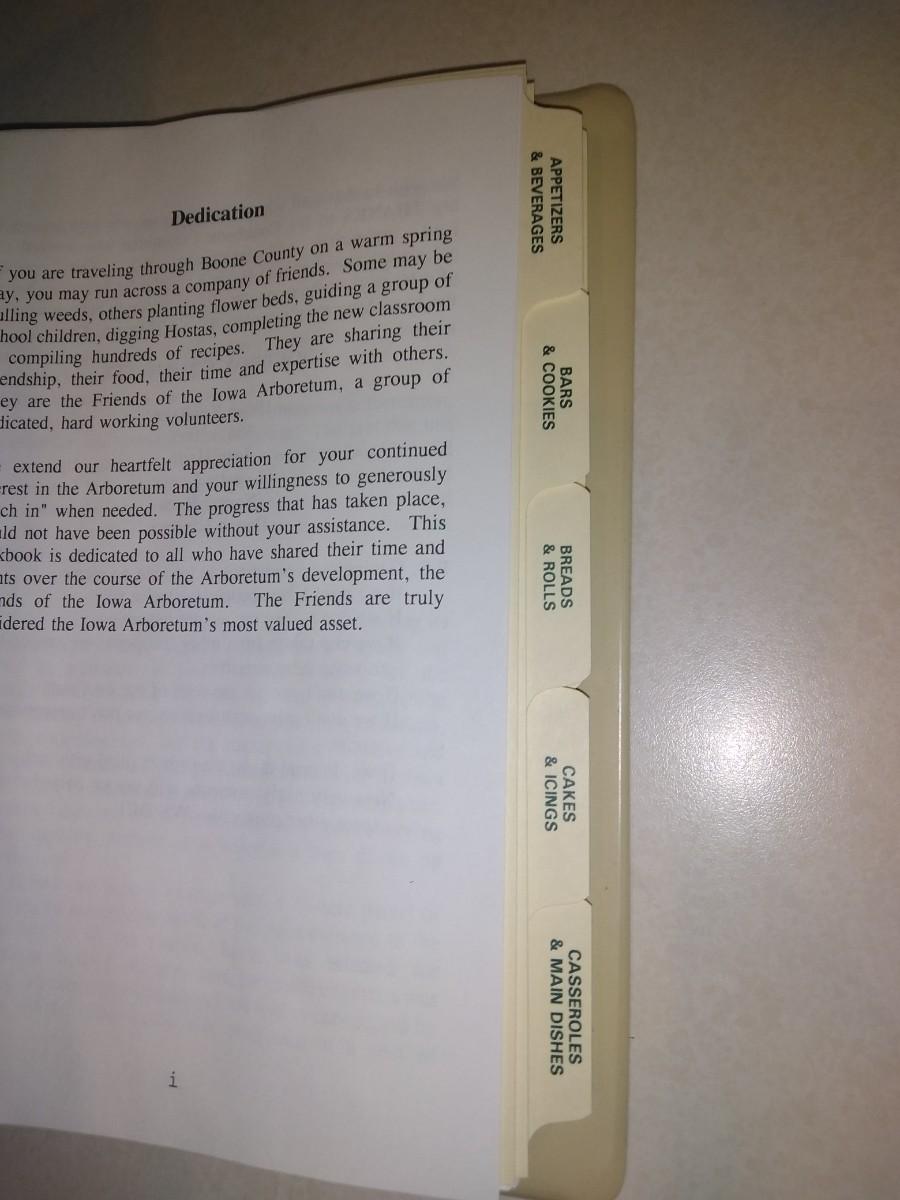 Dedication
you are traveling through Boone County on a warm spring
ay, you may run across a company of friends. Some may be
ulling weeds, others planting flower beds, guiding a group of
hool children, digging Hostas, completing the new classroom
compiling hundreds of recipes. They are sharing their
endship, their food, their time and expertise with others.
ey are the Friends of the Iowa Arboretum, a group of
dicated, hard working volunteers.
extend our heartfelt appreciation for your continued
rest in the Arboretum and your willingness to generously
ch in" when needed. The progress that has taken place,
ld not have been possible without your assistance. This
kbook is dedicated to all who have shared their time and
nts over the course of the Arboretum's development, the
nds of the Iowa Arboretum. The Friends are truly
idered the Iowa Arboretum's most valued asset.
i
APPETIZERS
& BEVERAGES
BARS
& COOKIES
BREADS
& ROLLS
CAKES
& ICINGS
CASSEROLES
& MAIN DISHES